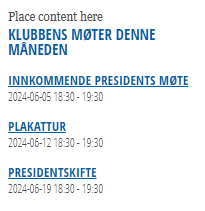 Place content here
KLUBBENS MØTER DENNE
MÅNEDEN
INNKOMMENDE PRESIDENTS MØTE
2024-06-05 18:30 - 19:30
PLAKATTUR
2024-06-12 18:30 - 19:30
PRESIDENTSKIFTE
2024-06-19 18:30 - 19:30